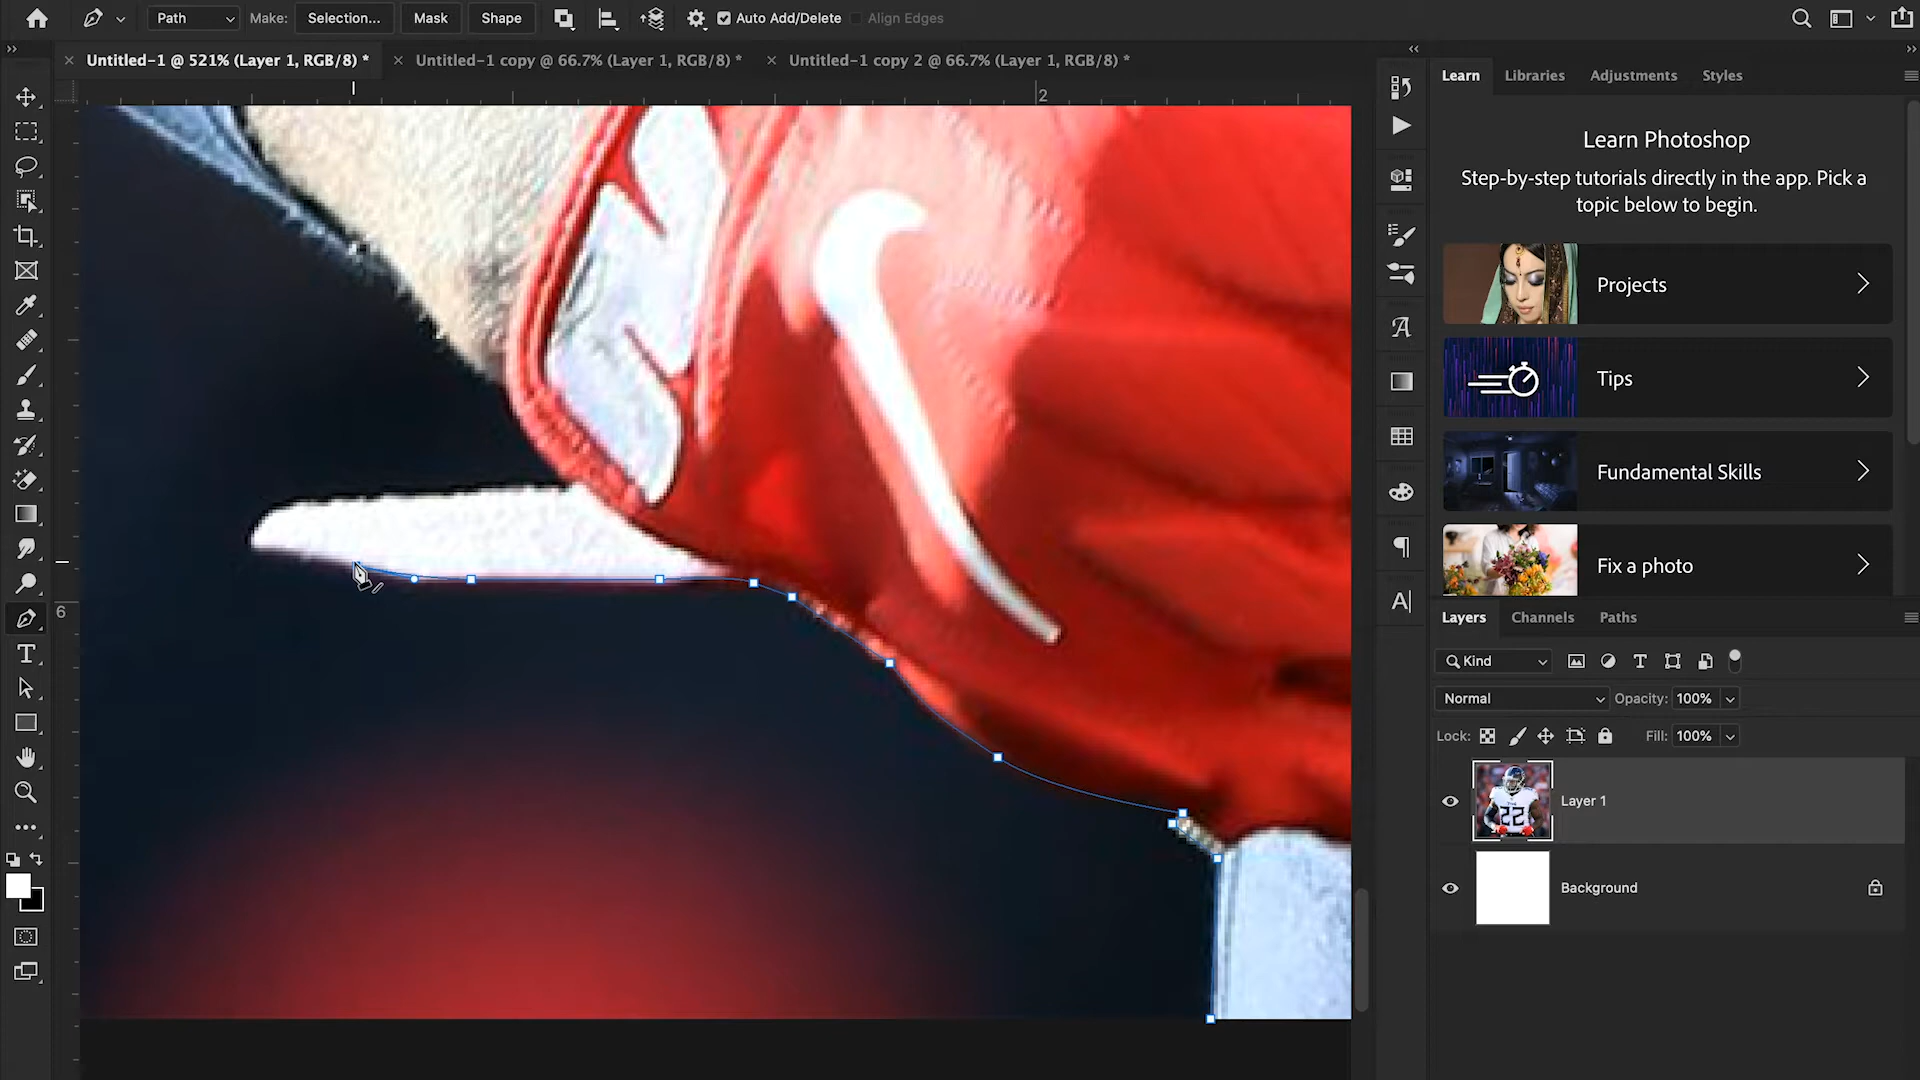 Path
Make:
Selection...
Mask
Shape
Auto Add/Delete
Align Edges
Untitled-1 @ 521% (Layer 1, RGB/8) *
Untitled-1 copy @ 66.7% (Layer 1, RGB/8) *
Untitled-1 copy 2 @ 66.7% (Layer 1, RGB/8) *
2
6
Learn
Libraries
Adjustments
Styles
Learn Photoshop
Step-by-step tutorials directly in the app. Pick a
topic below to begin.
Projects
Tips
Fundamental Skills
Fix a photo
Layers
Channels
Paths
Kind
Normal
Opacity: 100%
Lock:
Fill: 100%
22
Layer 1
Background